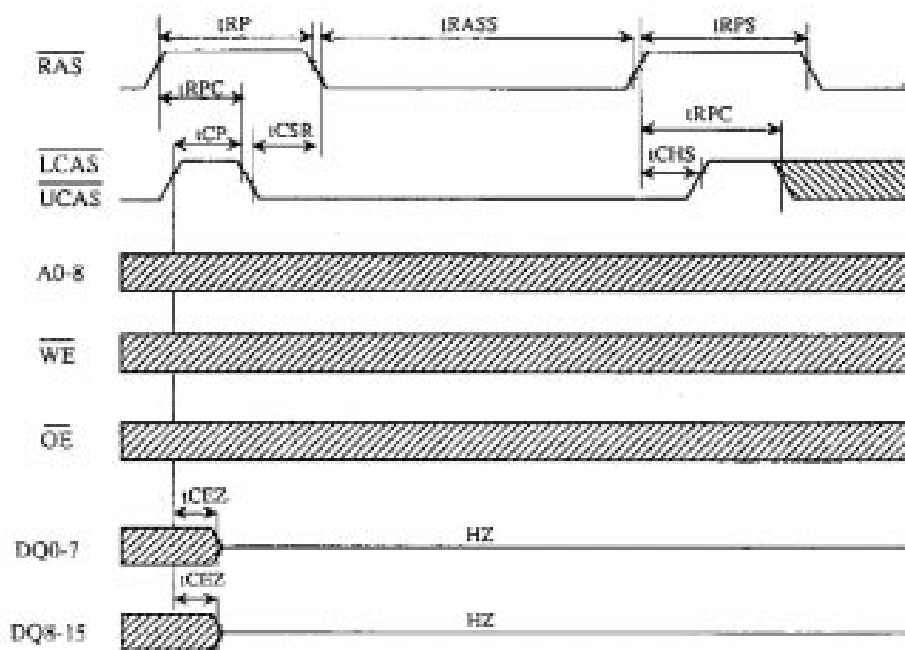 tRP tRASS tRPS
RAS
tRPC
tRPC
tCP tCSR
tCHS
LCAS
UCAS
A0-8
WE
OE
tCEZ
DQ0-7 HZ
tCEZ
DQ8-15 HZ